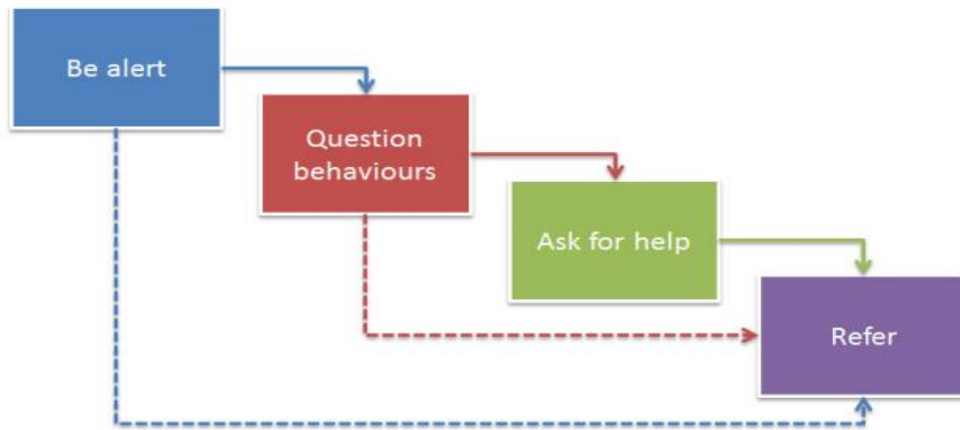 Be alert
Question
behaviours
Ask for help
Refer